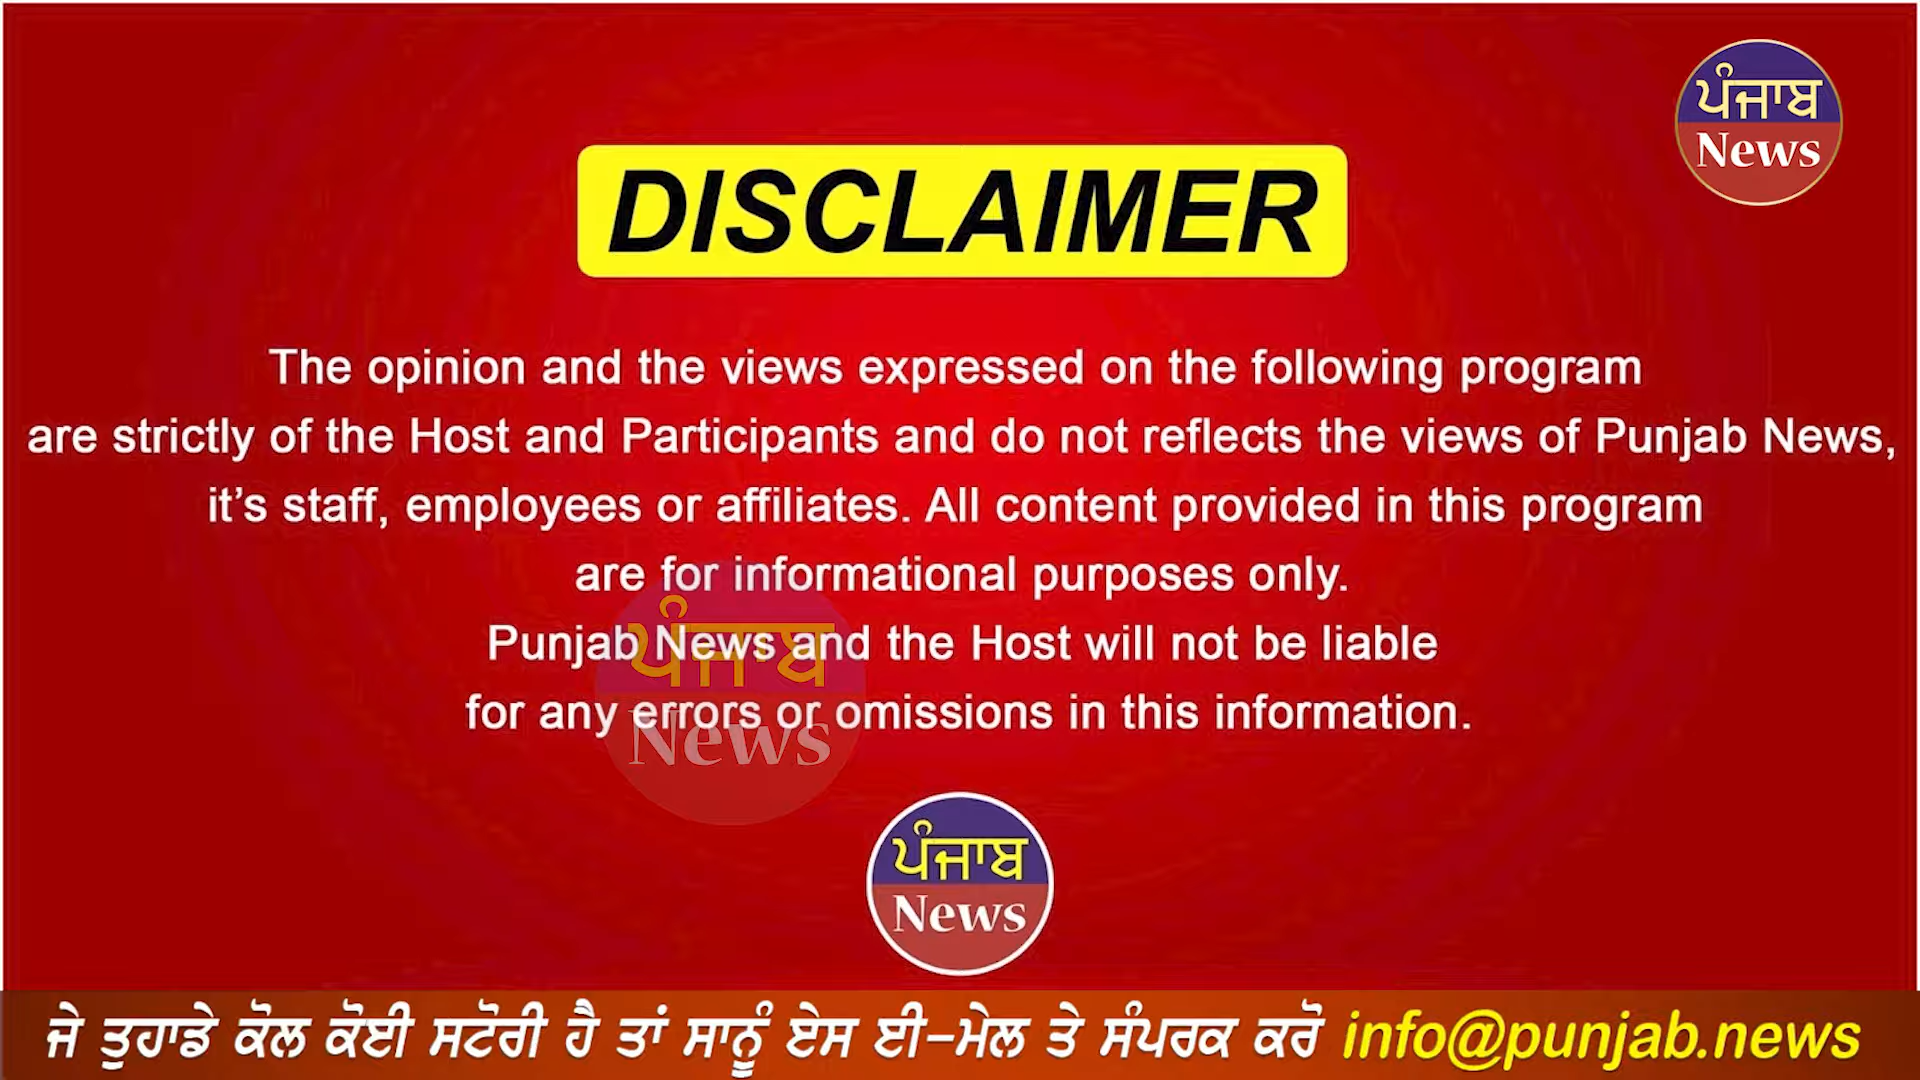 ਪੰਜਾਬ
News
DISCLAIMER
The opinion and the views expressed on the following program
are strictly of the Host and Participants and do not reflects the views of Punjab News,
it’s staff, employees or affiliates. All content provided in this program
are for informational purposes only.
Punjab News and the Host will not be liable
for any errors or omissions in this information.
ਪੰਜਾਬ
News
ਪੰਜਾਬ
News
ਜੇ ਤੁਹਾਡੇ ਕੋਲ ਕੋਈ ਸਟੋਰੀ ਹੈ ਤਾਂ ਸਾਨੂੰ ਏਸ ਈ-ਮੇਲ ਤੇ ਸੰਪਰਕ ਕਰੋ info@punjab.news